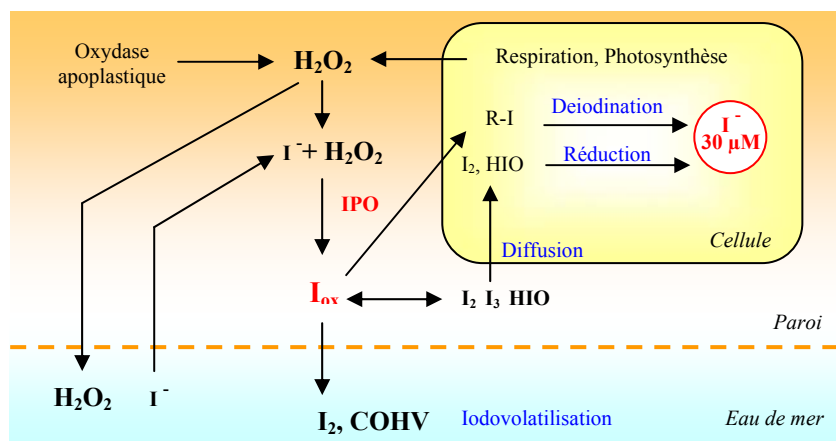 Oxydase
apoplastique
H₂O₂
Respiration, Photosynthèse
R-I
Deiodination
I⁻
30 µM
I⁻ + H₂O₂
I₂, HIO
Réduction
IPO
Cellule
Diffusion
Iₒₓ
I₂ I₃ HIO
Paroi
H₂O₂
I⁻
I₂, COHV
Iodovolatilisation
Eau de mer